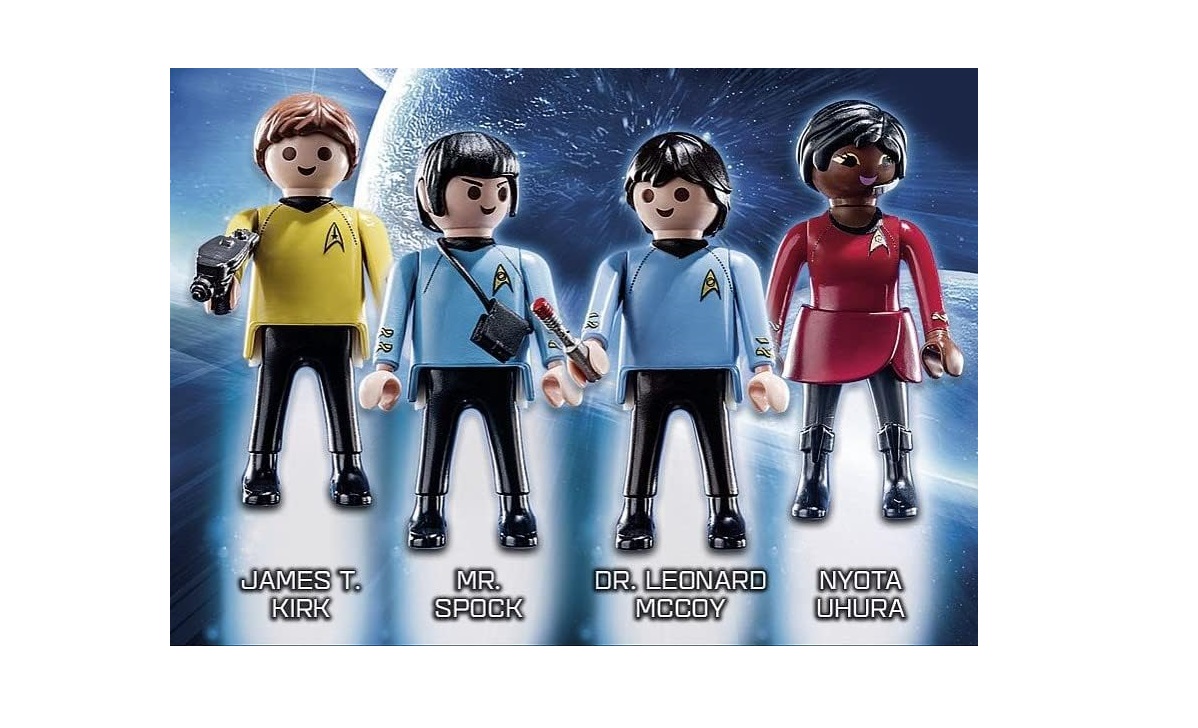 JAMES T.
KIRK
MR.
SPOCK
DR. LEONARD
MCCOY
NYOTA
UHURA